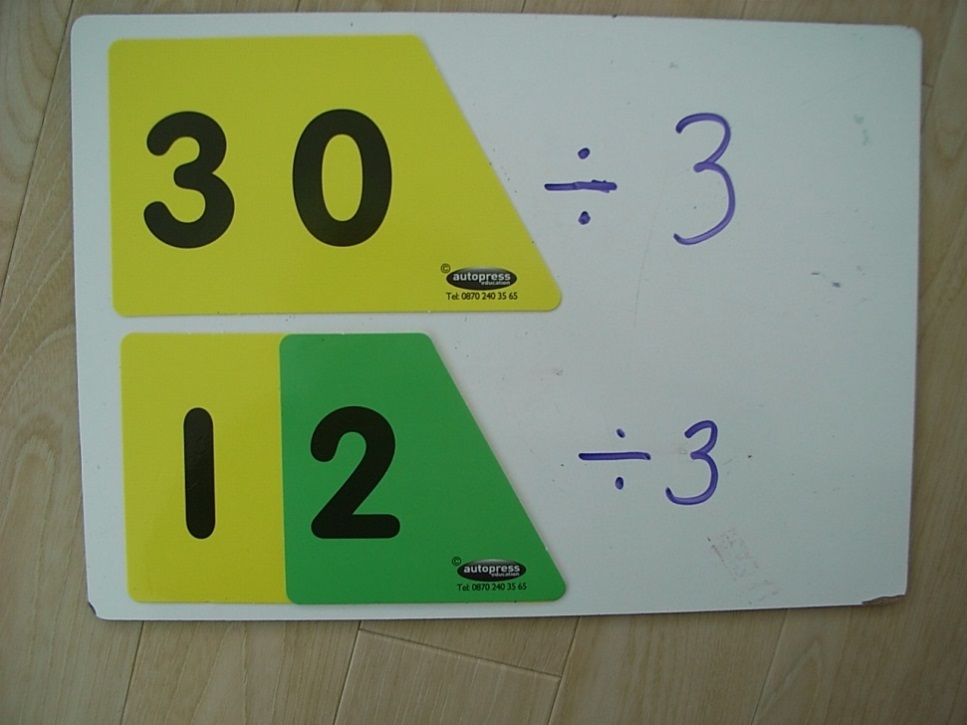 30 ÷ 3
© autopress
education
Tel: 0870 240 35 65
12 ÷3
© autopress
education
Tel: 0870 240 35 65